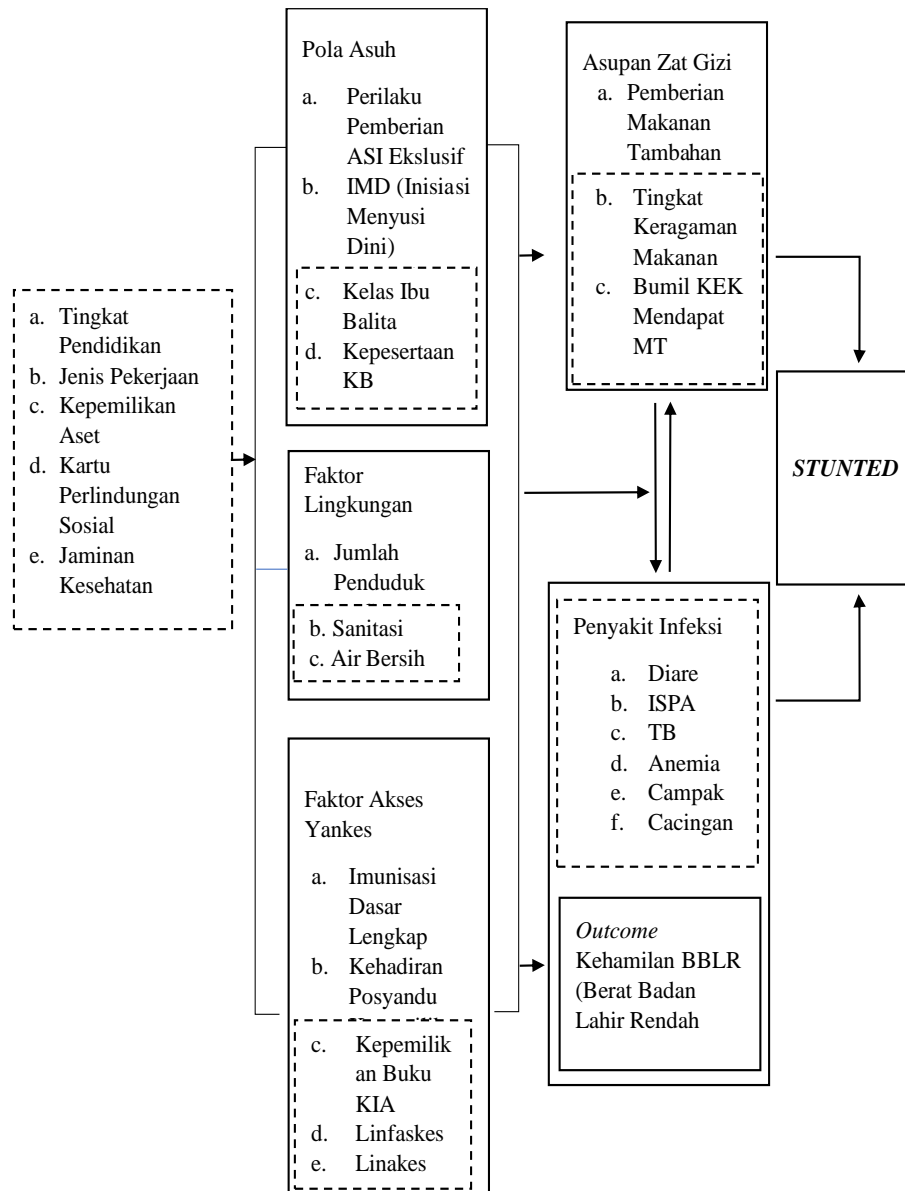 Pola Asuh
a. Perilaku
Pemberian
ASI Ekslusif
b. IMD (Inisiasi
Menyusi
Dini)
c. Kelas Ibu
Balita
d. Kepesertaan
KB
Asupan Zat Gizi
a. Pemberian
Makanan
Tambahan
b. Tingkat
Keragaman
Makanan
c. Bumil KEK
Mendapat
MT
a. Tingkat
Pendidikan
b. Jenis Pekerjaan
c. Kepemilikan
Aset
d. Kartu
Perlindungan
Sosial
e. Jaminan
Kesehatan
STUNTED
Faktor
Lingkungan
a. Jumlah
Penduduk
b. Sanitasi
c. Air Bersih
Penyakit Infeksi
a. Diare
b. ISPA
c. TB
d. Anemia
e. Campak
f. Cacingan
Faktor Akses
Yankes
a. Imunisasi
Dasar
Lengkap
b. Kehadiran
Posyandu
c. Kepemilik
an Buku
KIA
d. Linfaskes
e. Linakes
Outcome
Kehamilan BBLR
(Berat Badan
Lahir Rendah